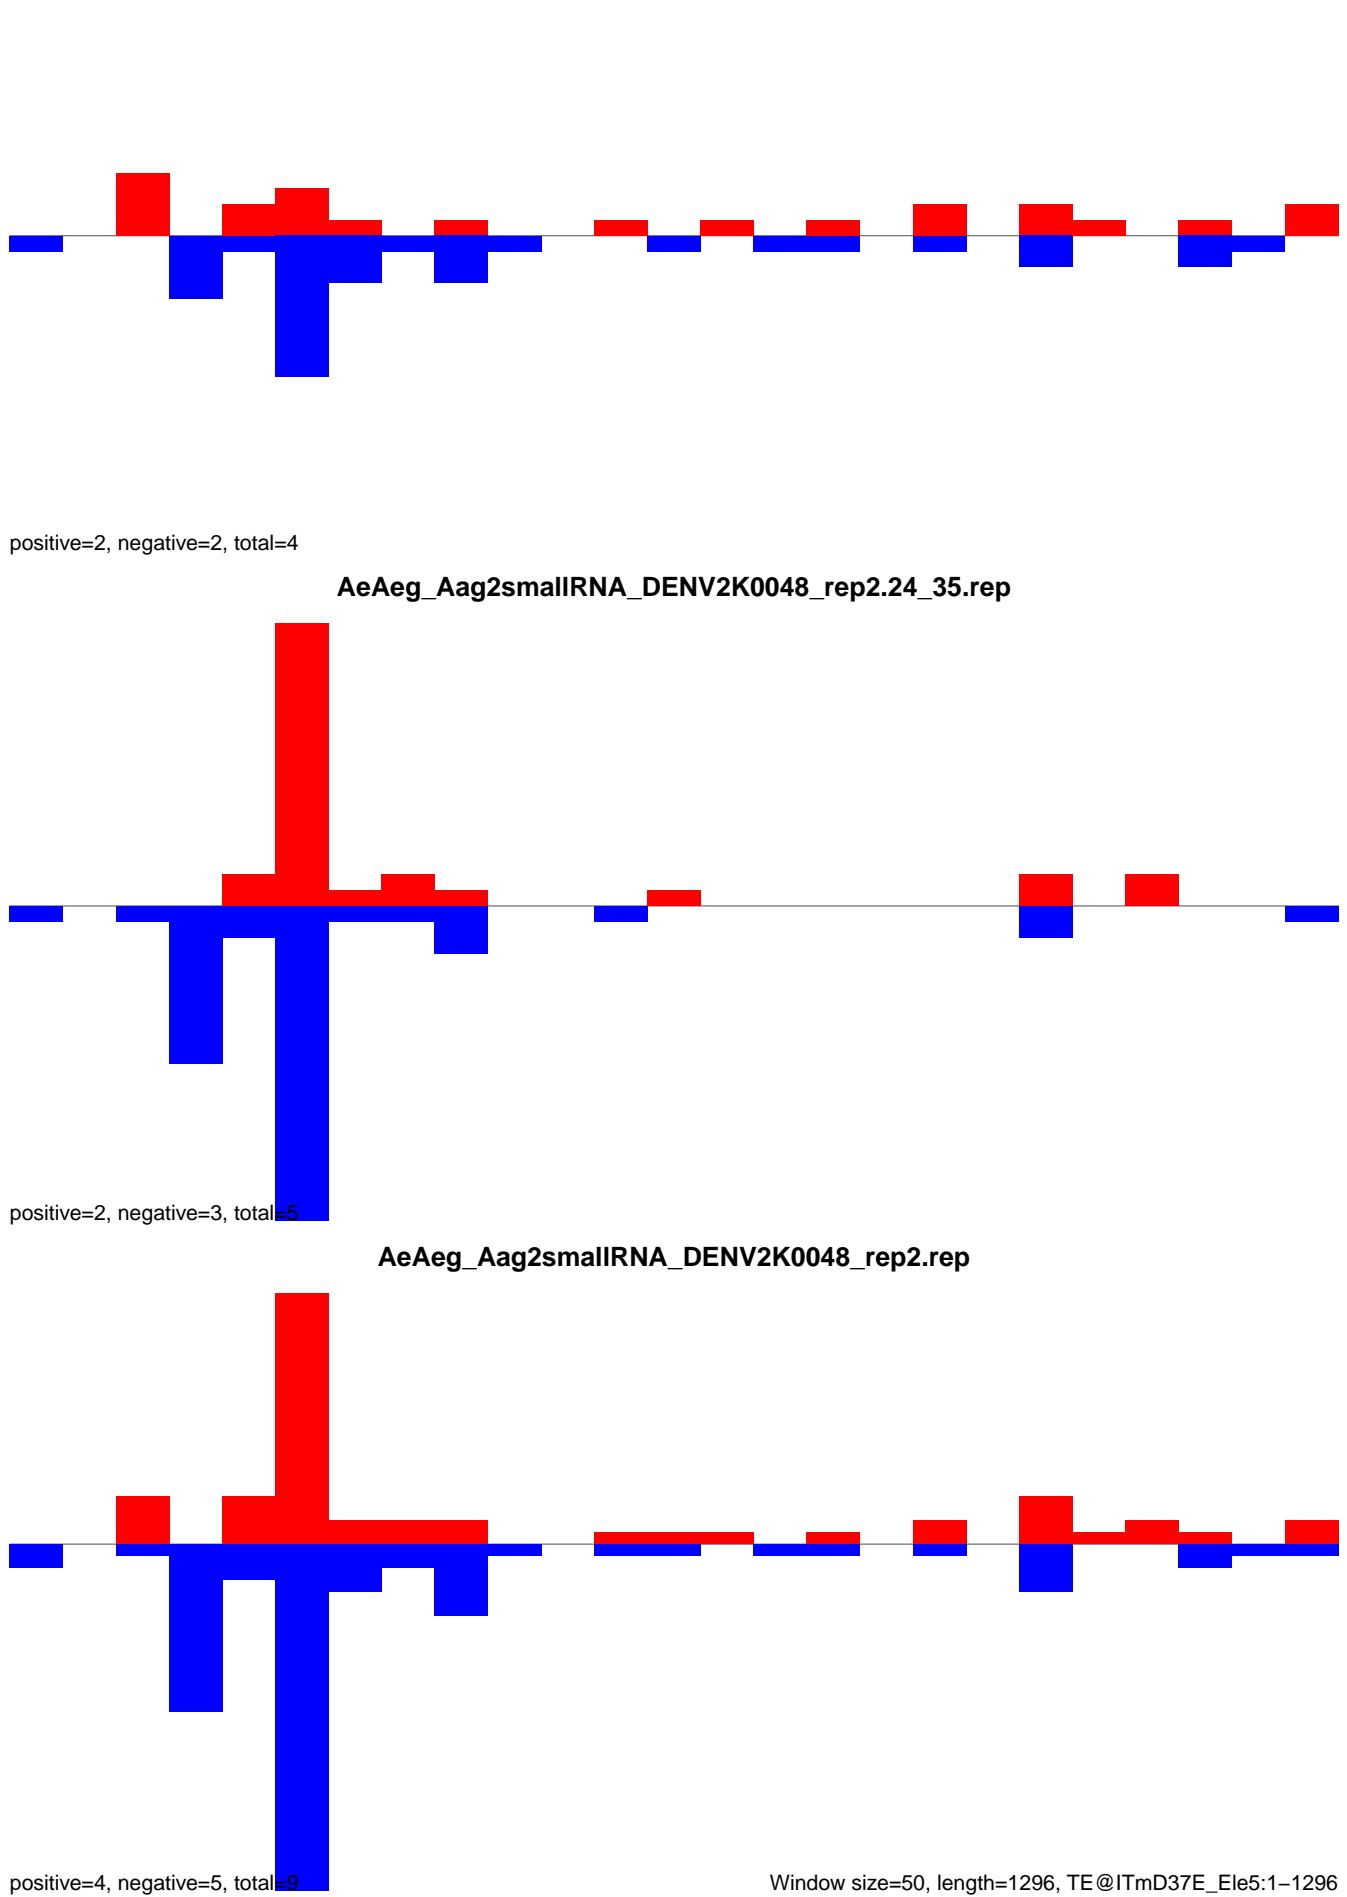 positive=2, negative=2, total=4
AeAeg_Aag2smallRNA_DENV2K0048_rep2.24_35.rep
positive=2, negative=3, total=5
AeAeg_Aag2smallRNA_DENV2K0048_rep2.rep
positive=4, negative=5, total=9
Window size=50, length=1296, TE@ITmD37E_Ele5:1−1296